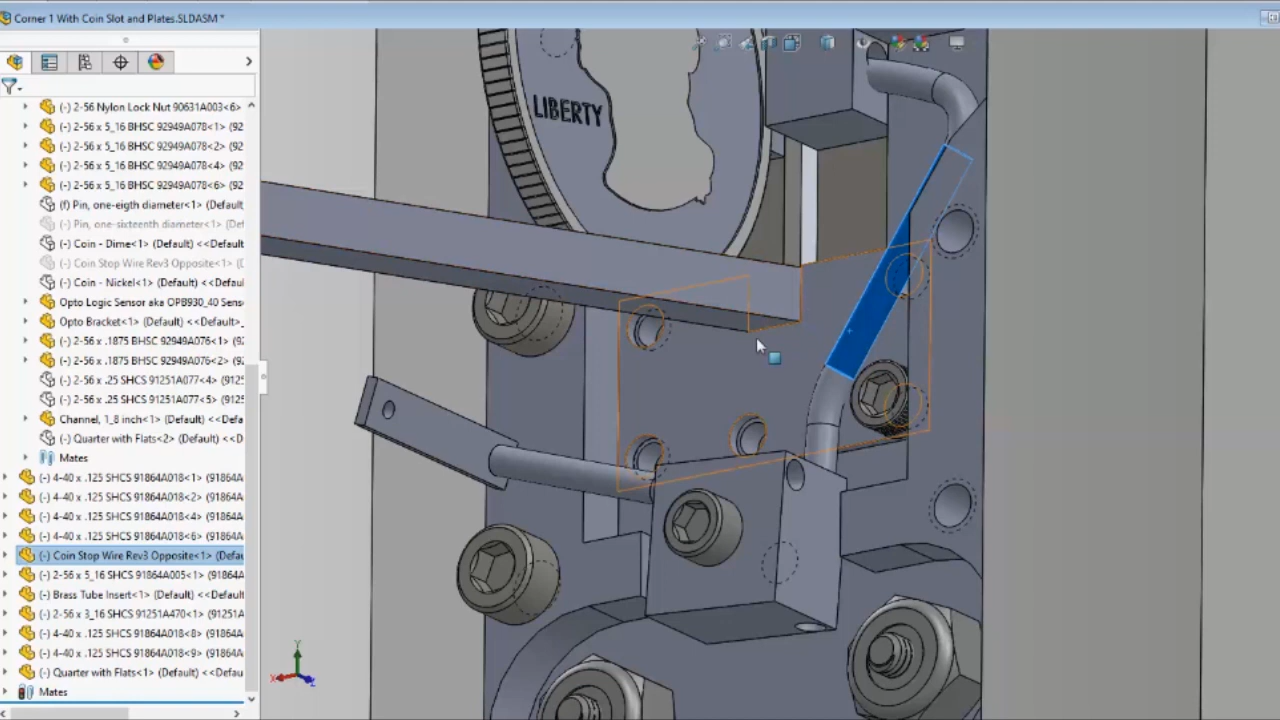 Corner 1 With Coin Slot and Plates.SLDASM *
LIBERTY
(-) 2-56 Nylon Lock Nut 90631A003<6>
(-) 2-56 x 5_16 BHSC 92949A078<1> (92
(-) 2-56 x 5_16 BHSC 92949A078<2> (92
(-) 2-56 x 5_16 BHSC 92949A078<4> (92
(-) 2-56 x 5_16 BHSC 92949A078<6> (92
(f) Pin, one-eigth diameter<1> (Default
(-) Pin, one-sixteenth diameter<1> (Def
(-) Coin - Dime<1> (Default) <<Default
(-) Coin Stop Wire Rev3 Opposite<1> (D
(-) Coin - Nickel<1> (Default) <<Default
Opto Logic Sensor aka OPB930_40 Sens
Opto Bracket<1> (Default) <<Default>_
(-) 2-56 x .1875 BHSC 92949A076<1> (92
(-) 2-56 x .1875 BHSC 92949A076<2> (92
(-) 2-56 x .25 SHCS 91251A077<4> (9125
(-) 2-56 x .25 SHCS 91251A077<5> (9125
Channel, 1_8 inch<1> (Default) <<Defa
(-) Quarter with Flats<2> (Default) <<D
Mates
(-) 4-40 x .125 SHCS 91864A018<1> (91864A
(-) 4-40 x .125 SHCS 91864A018<2> (91864A
(-) 4-40 x .125 SHCS 91864A018<4> (91864A
(-) 4-40 x .125 SHCS 91864A018<6> (91864A
(-) Coin Stop Wire Rev3 Opposite<1> (Defau
(-) 2-56 x 5_16 SHCS 91864A005<1> (91864A
(-) Brass Tube Insert<1> (Default) <<Default
(-) 2-56 x 3_16 SHCS 91251A470<1> (91251A
(-) 4-40 x .125 SHCS 91864A018<8> (91864A
(-) 4-40 x .125 SHCS 91864A018<9> (91864A
(-) Quarter with Flats<1> (Default) <<Defaul
Mates
Y
X
Z